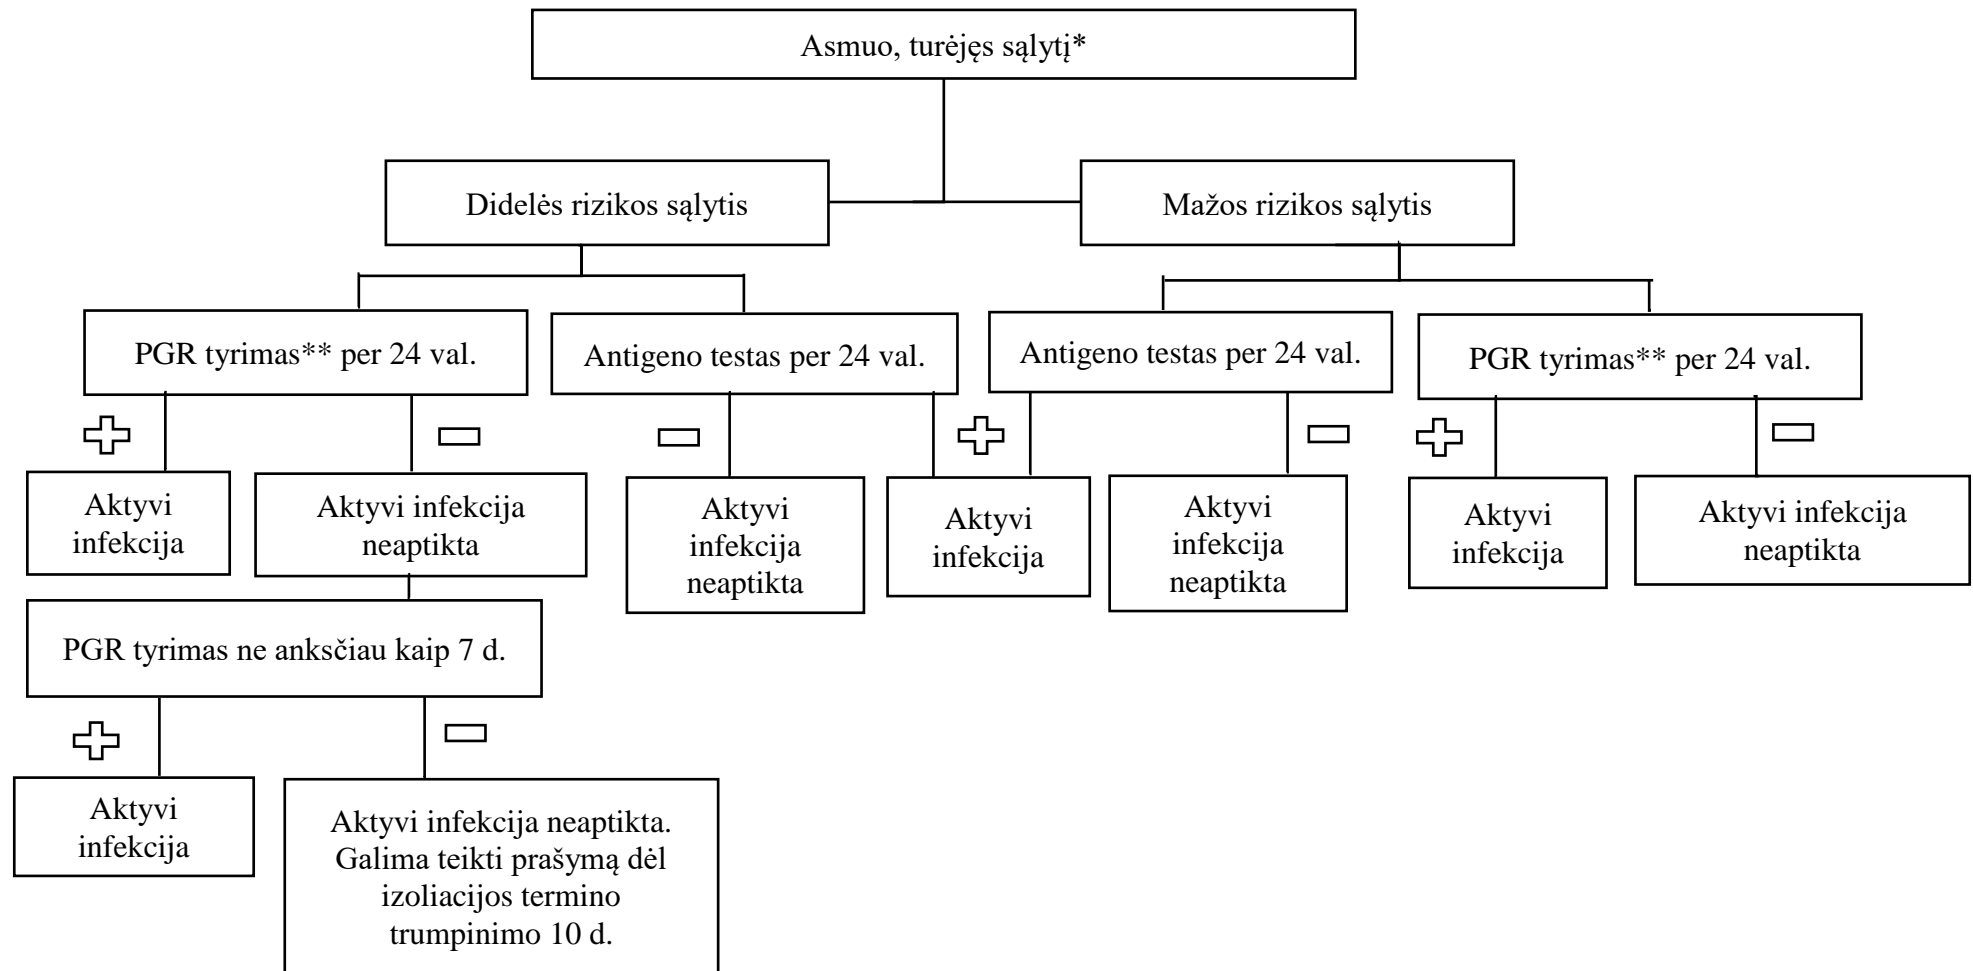 Asmuo, turėjęs sąlytį*
Didelės rizikos sąlytis
Mažos rizikos sąlytis
PGR tyrimas** per 24 val.
Antigeno testas per 24 val.
Antigeno testas per 24 val.
PGR tyrimas** per 24 val.
Aktyvi
infekcija
Aktyvi infekcija
neaptikta
Aktyvi
infekcija
neaptikta
Aktyvi
infekcija
Aktyvi
infekcija
neaptikta
Aktyvi
infekcija
Aktyvi infekcija
neaptikta
PGR tyrimas ne anksčiau kaip 7 d.
Aktyvi
infekcija
Aktyvi infekcija neaptikta.
Galima teikti prašymą dėl
izoliacijos termino
trumpinimo 10 d.